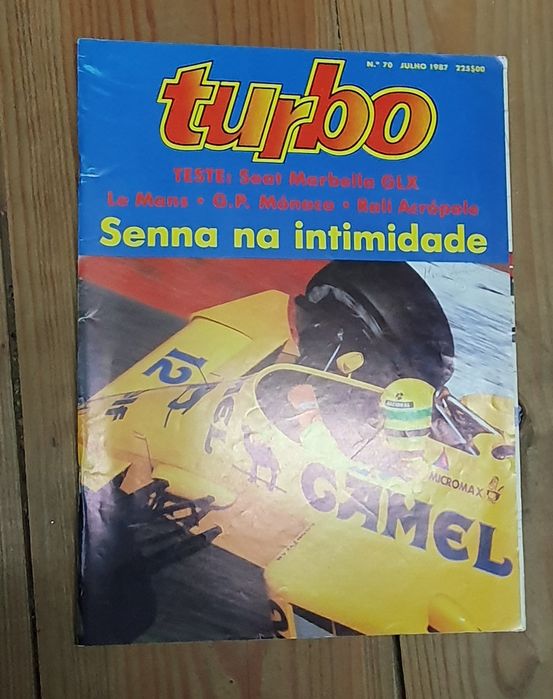 N.º 70 JULHO 1987 225$00
turbo
TESTE: Seat Marbella GLX
Le Mans • G.P. Mónaco • Rali Acrópole
Senna na intimidade
12
NACIONAL
MICROMAX
CAMEL